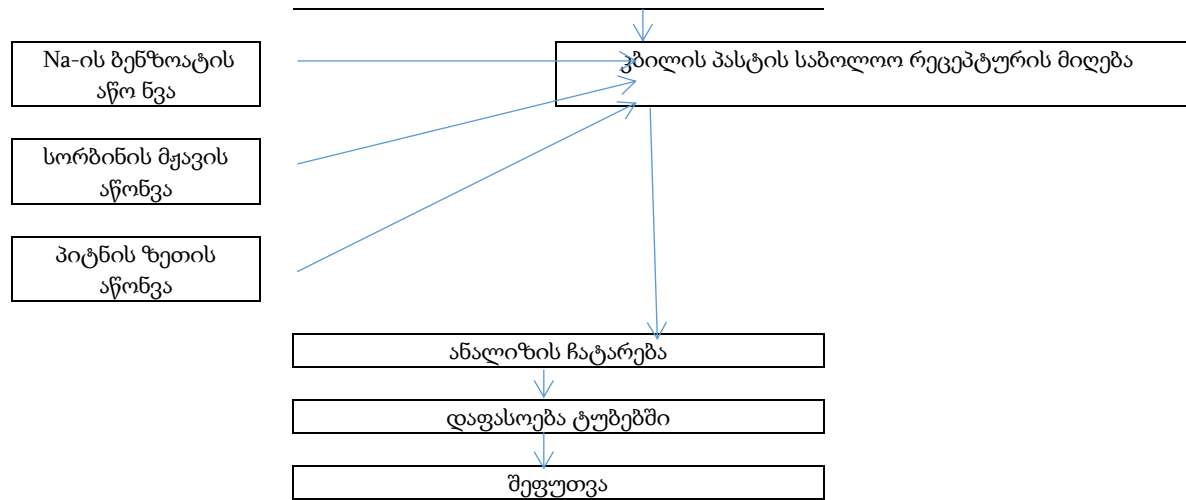 Na-ის ბენზოატის
აწო ნვა
კბილის პასტის საბოლოო რეცეპტურის მიღება
სორბინის მჟავის
აწონვა
პიტნის ზეთის
აწონვა
ანალიზის ჩატარება
დაფასოება ტუბებში
შეფუთვა